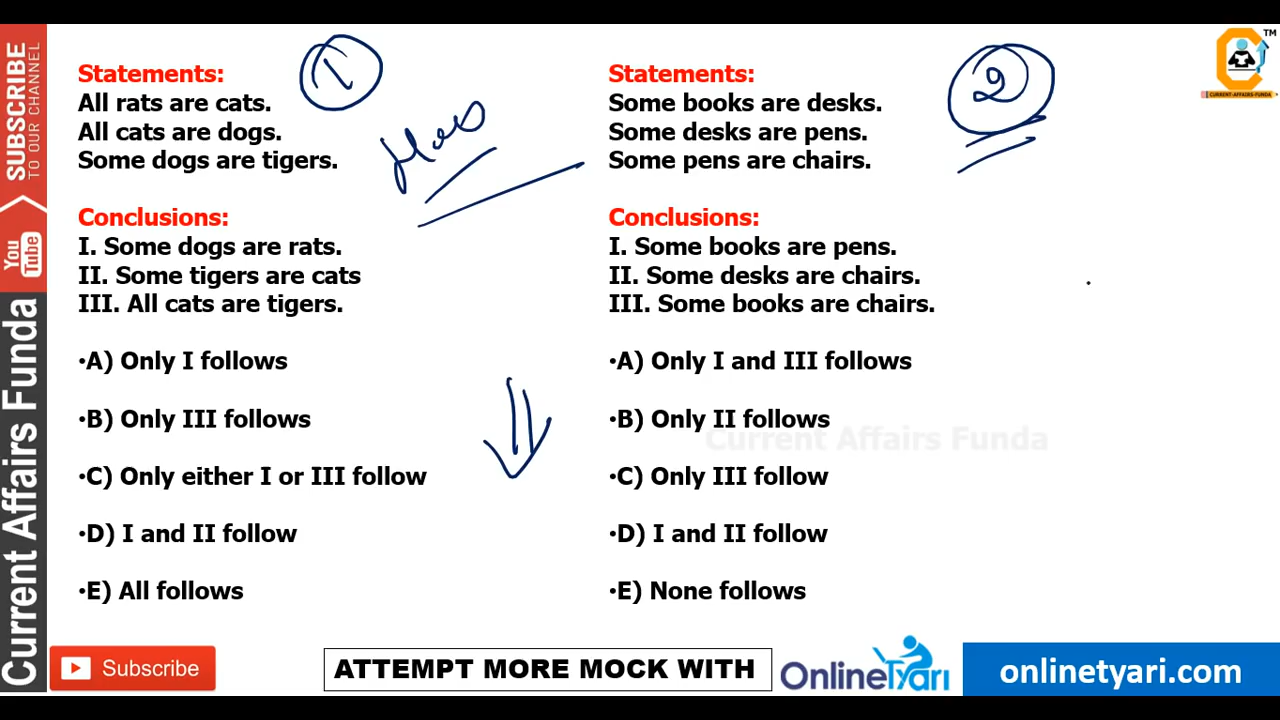 SUBSCRIBE
TO OUR CHANNEL
You
Tube
Current Affairs Funda
Statements:
All rats are cats.
All cats are dogs.
Some dogs are tigers.
1
Conclusions:
I. Some dogs are rats.
II. Some tigers are cats
III. All cats are tigers.
•A) Only I follows
•B) Only III follows
•C) Only either I or III follow
•D) I and II follow
•E) All follows
Statements:
Some books are desks.
Some desks are pens.
Some pens are chairs.
2
Conclusions:
I. Some books are pens.
II. Some desks are chairs.
III. Some books are chairs.
•A) Only I and III follows
•B) Only II follows
•C) Only III follow
•D) I and II follow
•E) None follows
Current Affairs Funda
TM
CURRENT-AFFAIRS-FUNDA
Subscribe
ATTEMPT MORE MOCK WITH
OnlineTyari
onlinetyari.com